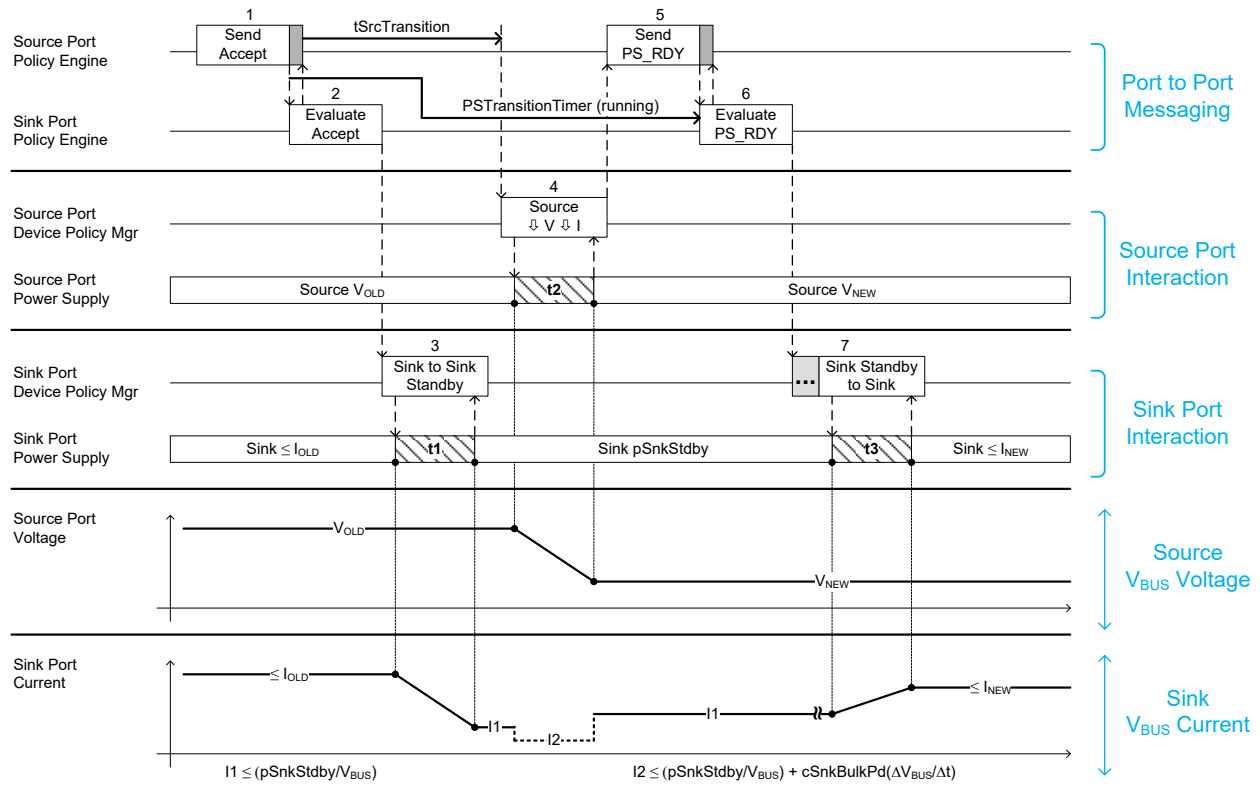 1
5
Source Port
Policy Engine
Send
Accept
tSrcTransition
Send
PS_RDY
Port to Port
Messaging
2
PSTransitionTimer (running)
6
Sink Port
Policy Engine
Evaluate
Accept
Evaluate
PS_RDY
4
Source Port
Device Policy Mgr
Source
⇩ V ⇩ I
Source Port
Interaction
Source Port
Power Supply
Source VOLD
t2
Source VNEW
3
7
Sink Port
Device Policy Mgr
Sink to Sink
Standby
...
Sink Standby
to Sink
Sink Port
Interaction
Sink Port
Power Supply
Sink ≤ IOLD
t1
Sink pSnkStdby
t3
Sink ≤ INEW
Source Port
Voltage
VOLD
VNEW
Source
VBUS Voltage
Sink Port
Current
≤ IOLD
I1
I2
I1
≤ INEW
Sink
VBUS Current
I1 ≤ (pSnkStdby/VBUS)
I2 ≤ (pSnkStdby/VBUS) + cSnkBulkPd(ΔVBUS/Δt)